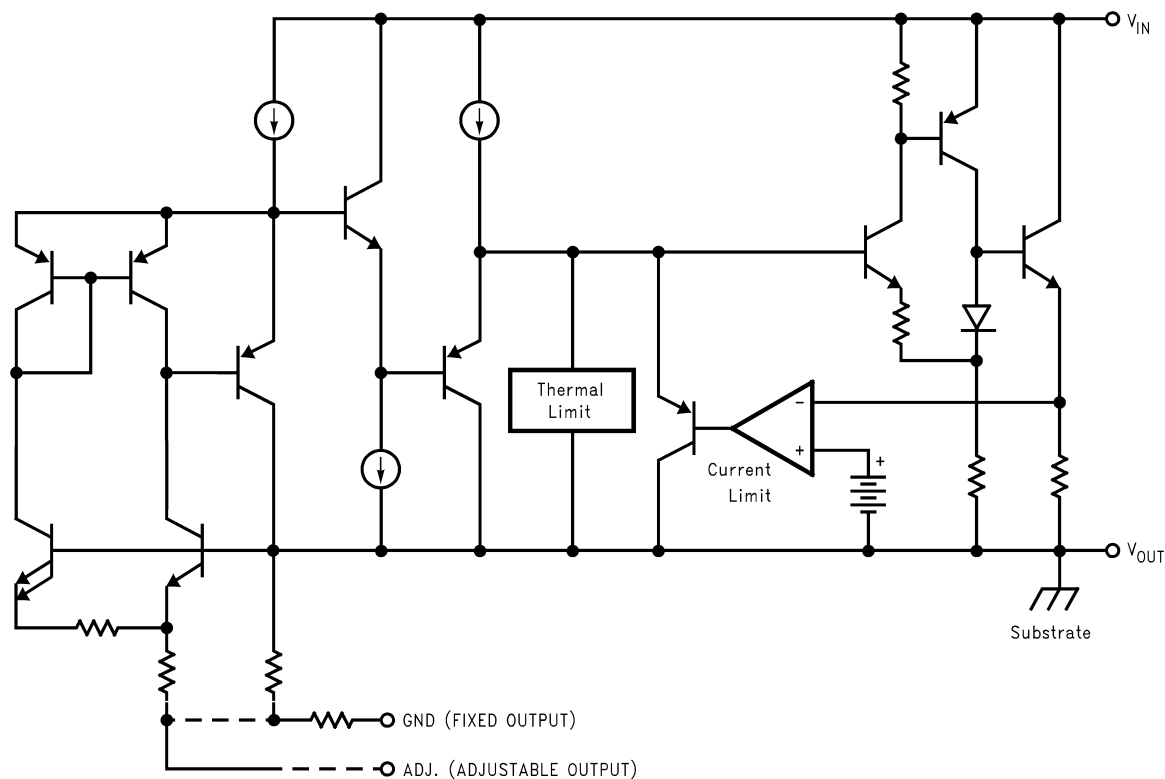 V_IN
Thermal
Limit
-
+
+
Current
Limit
V_OUT
Substrate
GND (FIXED OUTPUT)
ADJ. (ADJUSTABLE OUTPUT)